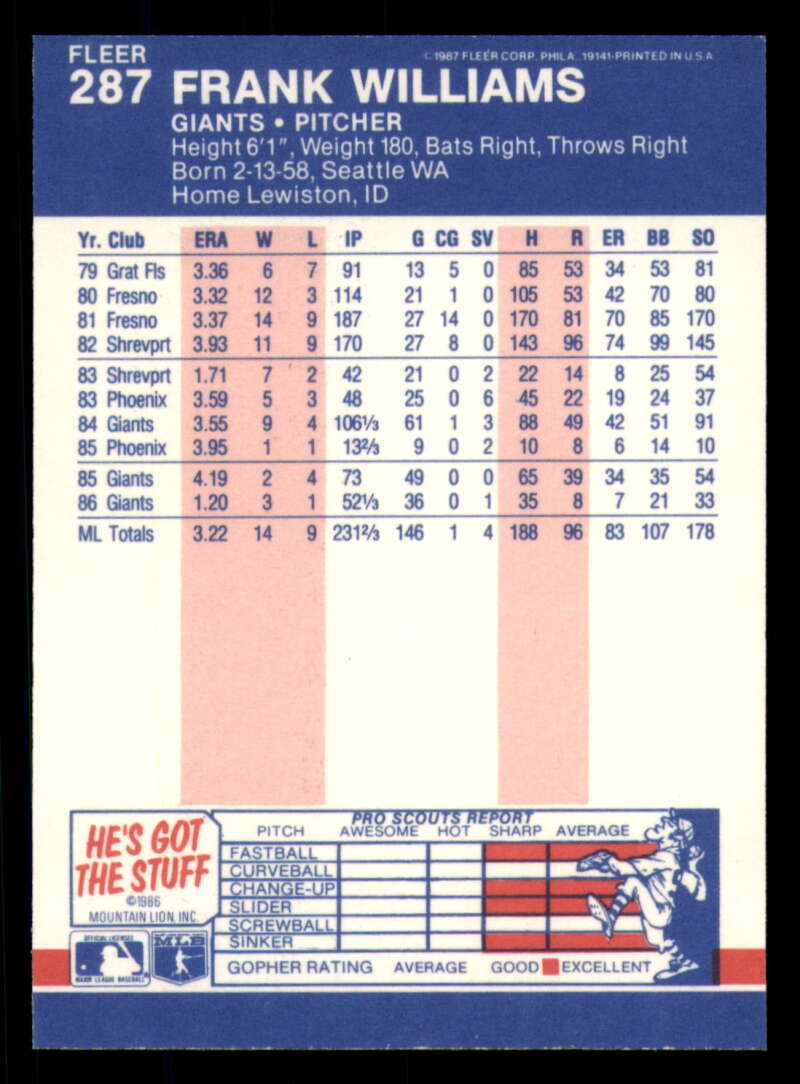 FLEER
©1987 FLEER CORP. PHILA. 19141-PRINTED IN U.S.A.
287 FRANK WILLIAMS
GIANTS • PITCHER
Height 6'1", Weight 180, Bats Right, Throws Right
Born 2-13-58, Seattle WA
Home Lewiston, ID
Yr. Club ERA W L IP G CG SV H R ER BB SO
79 Grat Fls 3.36 6 7 91 13 5 0 85 53 34 53 81
80 Fresno 3.32 12 3 114 21 1 0 105 53 42 70 80
81 Fresno 3.37 14 9 187 27 14 0 170 81 70 85 170
82 Shrevprt 3.93 11 9 170 27 8 0 143 96 74 99 145
83 Shrevprt 1.71 7 2 42 21 0 2 22 14 8 25 54
83 Phoenix 3.59 5 3 48 25 0 6 45 22 19 24 37
84 Giants 3.55 9 4 106⅓ 61 1 3 88 49 42 51 91
85 Phoenix 3.95 1 1 13⅔ 9 0 2 10 8 6 14 10
85 Giants 4.19 2 4 73 49 0 0 65 39 34 35 54
86 Giants 1.20 3 1 52⅓ 36 0 1 35 8 7 21 33
ML Totals 3.22 14 9 231⅔ 146 1 4 188 96 83 107 178
HE'S GOT
THE STUFF
©1986
MOUNTAIN LION, INC.
OFFICIAL LICENSEE
MAJOR LEAGUE BASEBALL
MLB
PRO SCOUTS REPORT
PITCH AWESOME HOT SHARP AVERAGE
FASTBALL
CURVEBALL
CHANGE-UP
SLIDER
SCREWBALL
SINKER
GOPHER RATING AVERAGE GOOD EXCELLENT